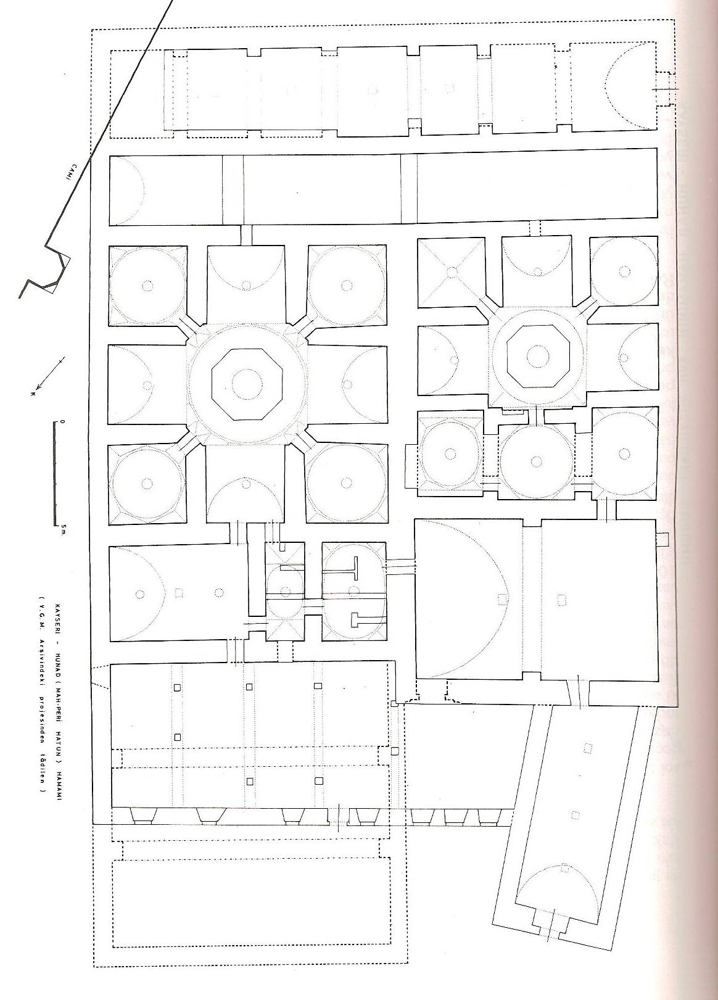 CAMİ
K
0
5m.
KAYSERİ - HUNAD ( MAH-PERİ HATUN ) HAMAMI
( V.G.M. Arşivindeki projesinden tâdilen )